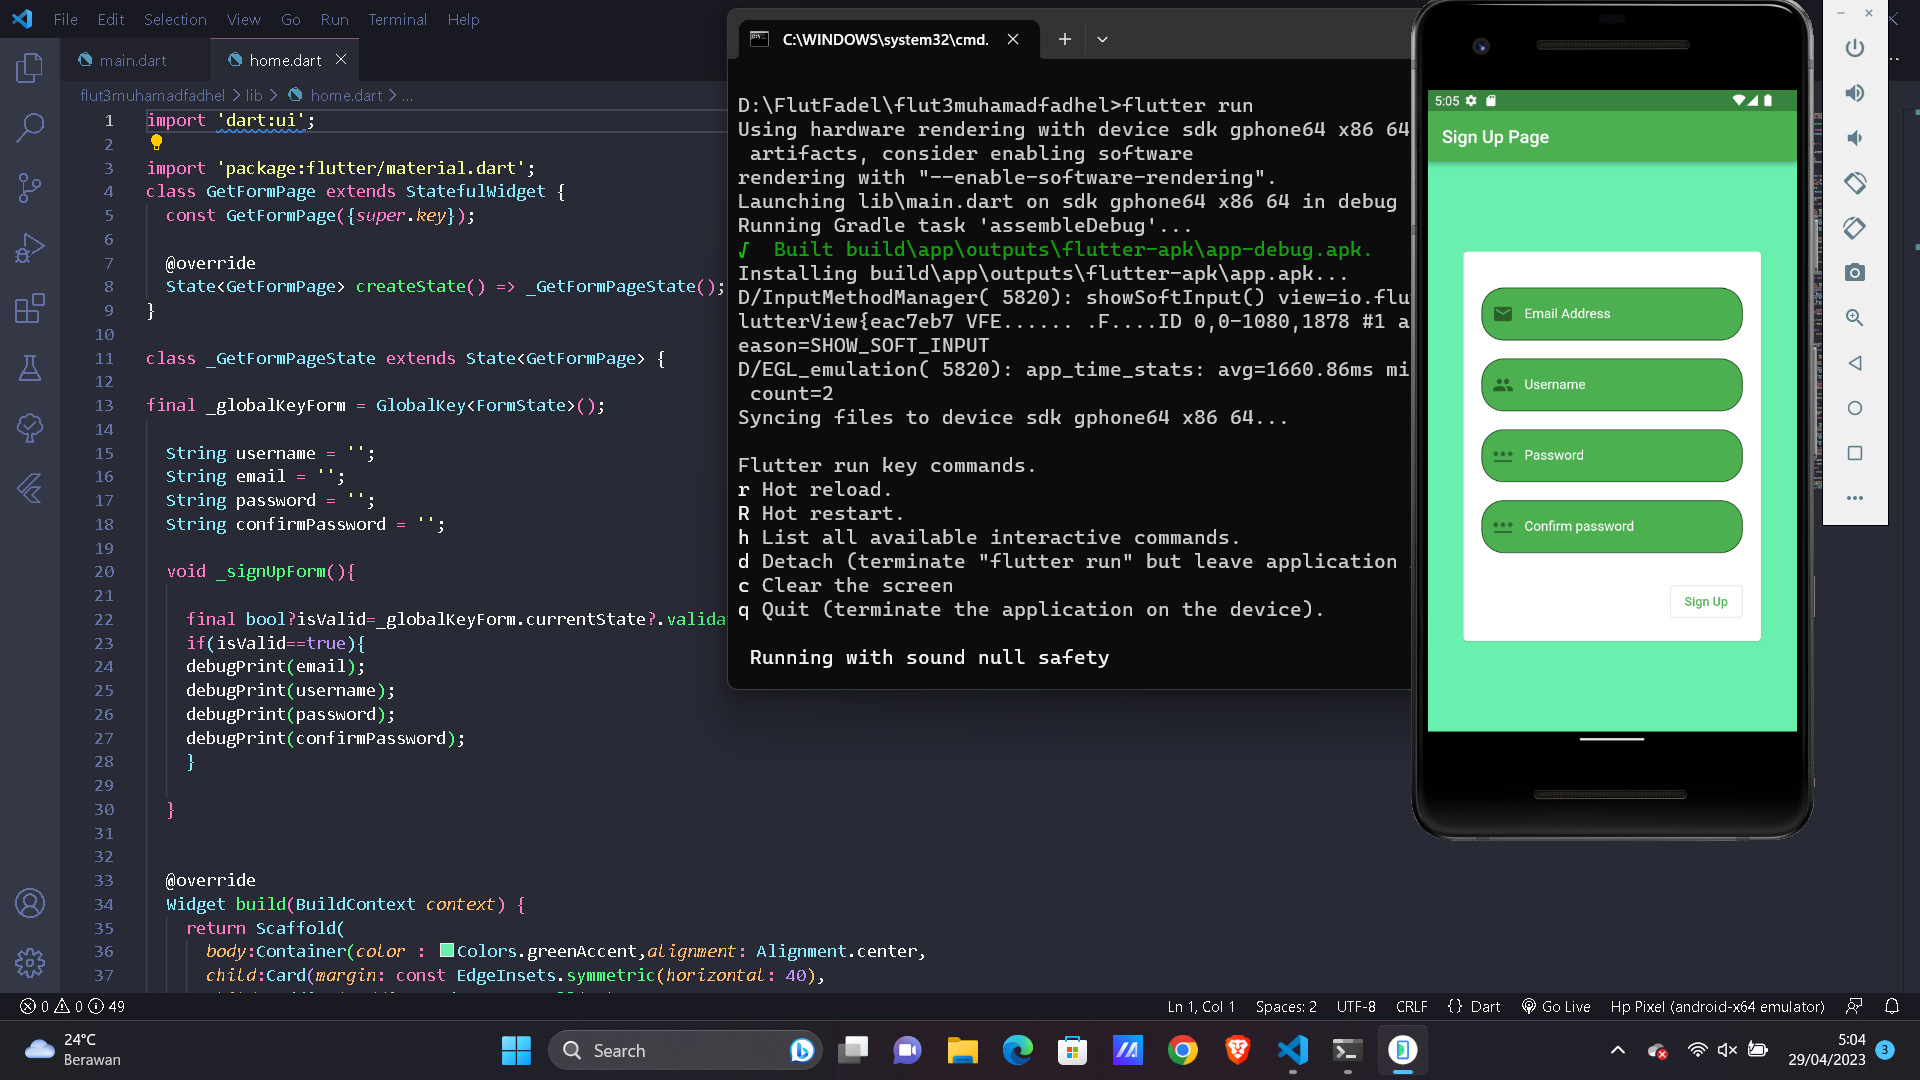 File Edit Selection View Go Run Terminal Help
main.dart
home.dart
flut3muhamadfadhel > lib > home.dart > ...
1 import 'dart:ui';
2
3 import 'package:flutter/material.dart';
4 class GetFormPage extends StatefulWidget {
5 const GetFormPage({super.key});
6
7 @override
8 State<GetFormPage> createState() => _GetFormPageState();
9 }
10
11 class _GetFormPageState extends State<GetFormPage> {
12
13 final _globalKeyForm = GlobalKey<FormState>();
14
15 String username = '';
16 String email = '';
17 String password = '';
18 String confirmPassword = '';
19
20 void _signUpForm(){
21
22 final bool?isValid=_globalKeyForm.currentState?.valida
23 if(isValid==true){
24 debugPrint(email);
25 debugPrint(username);
26 debugPrint(password);
27 debugPrint(confirmPassword);
28 }
29
30 }
31
32
33 @override
34 Widget build(BuildContext context) {
35 return Scaffold(
36 body:Container(color : Colors.greenAccent,alignment: Alignment.center,
37 child:Card(margin: const EdgeInsets.symmetric(horizontal: 40),
C:\WINDOWS\system32\cmd.
D:\FlutFadel\flut3muhamadfadhel>flutter run
Using hardware rendering with device sdk gphone64 x86 64
artifacts, consider enabling software
rendering with "--enable-software-rendering".
Launching lib\main.dart on sdk gphone64 x86 64 in debug
Running Gradle task 'assembleDebug'...
√ Built build\app\outputs\flutter-apk\app-debug.apk.
Installing build\app\outputs\flutter-apk\app.apk...
D/InputMethodManager( 5820): showSoftInput() view=io.flu
lutterView{eac7eb7 VFE...... .F....ID 0,0-1080,1878 #1 a
eason=SHOW_SOFT_INPUT
D/EGL_emulation( 5820): app_time_stats: avg=1660.86ms mi
count=2
Syncing files to device sdk gphone64 x86 64...
Flutter run key commands.
r Hot reload.
R Hot restart.
h List all available interactive commands.
d Detach (terminate "flutter run" but leave application
c Clear the screen
q Quit (terminate the application on the device).
Running with sound null safety
5:05
Sign Up Page
Email Address
Username
Password
Confirm password
Sign Up
0 0 49
Ln 1, Col 1 Spaces: 2 UTF-8 CRLF {} Dart Go Live Hp Pixel (android-x64 emulator)
24°C
Berawan
Search
5:04
29/04/2023
3